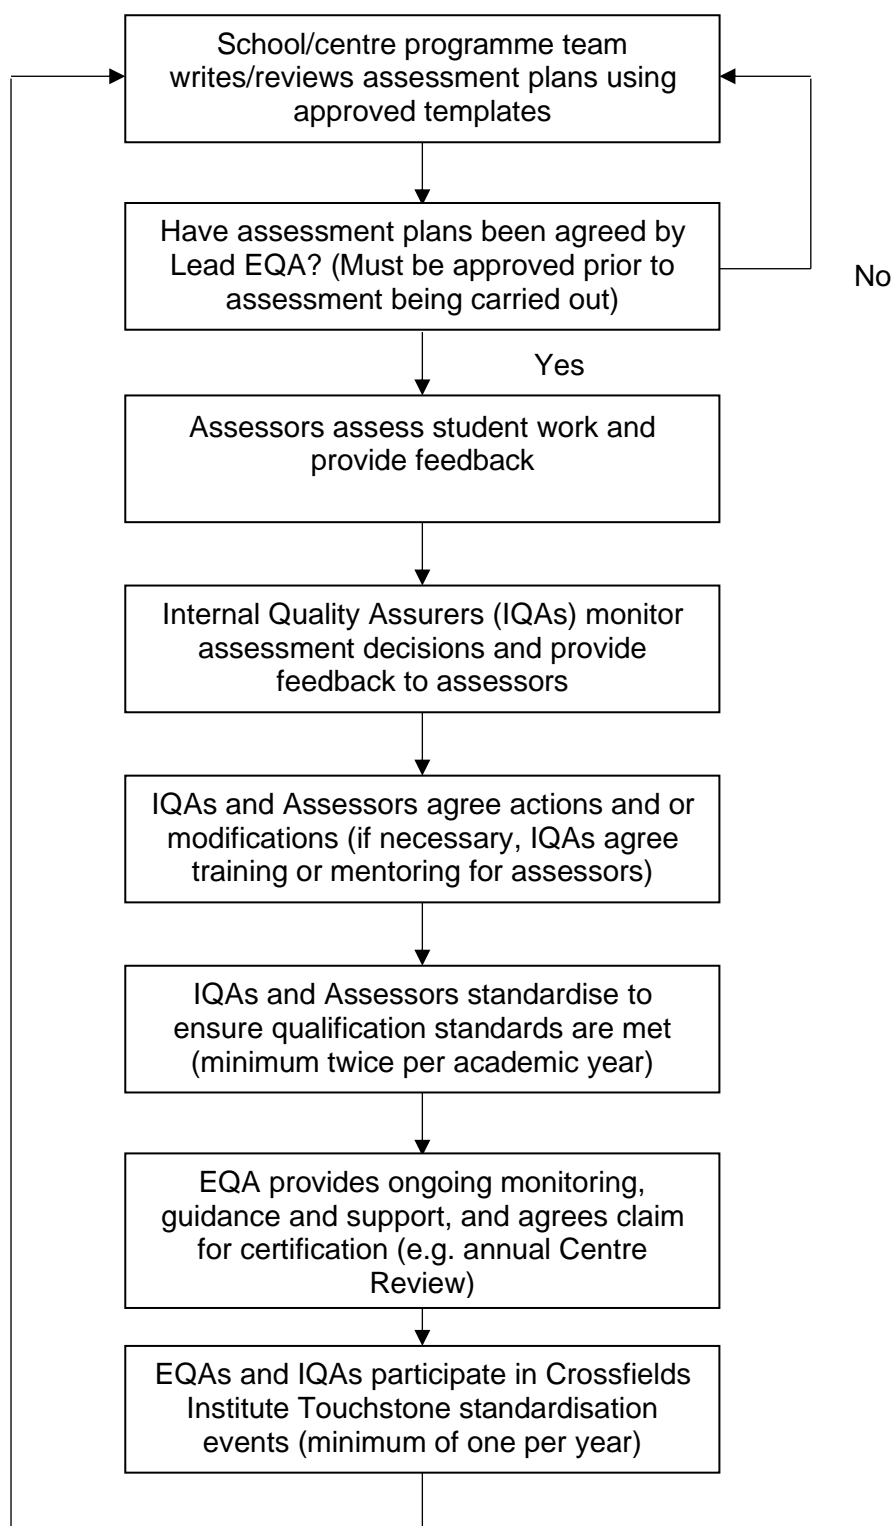 School/centre programme team
writes/reviews assessment plans using
approved templates
Have assessment plans been agreed by
Lead EQA? (Must be approved prior to
assessment being carried out)
No
Yes
Assessors assess student work and
provide feedback
Internal Quality Assurers (IQAs) monitor
assessment decisions and provide
feedback to assessors
IQAs and Assessors agree actions and or
modifications (if necessary, IQAs agree
training or mentoring for assessors)
IQAs and Assessors standardise to
ensure qualification standards are met
(minimum twice per academic year)
EQA provides ongoing monitoring,
guidance and support, and agrees claim
for certification (e.g. annual Centre
Review)
EQAs and IQAs participate in Crossfields
Institute Touchstone standardisation
events (minimum of one per year)